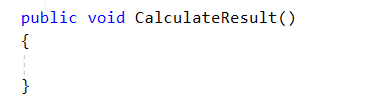 public void CalculateResult()
{
}